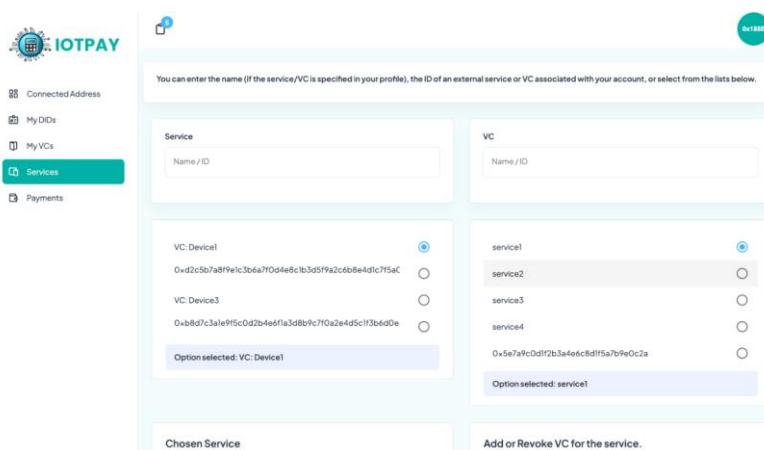 6
IOTPAY
0x1880
You can enter the name (if the service/VC is specified in your profile), the ID of an external service or VC associated with your account, or select from the lists below.
Connected Address
My DIDs
My VCs
Services
Payments
Service
Name / ID
VC
Name / ID
VC: Device1
VC: Device3
Option selected: VC: Device1
service1
service2
service3
service4
0x5e7a9c0d1f2b3a4e6c8d1f5a7b9e0c2a
Option selected: service1
Chosen Service
Add or Revoke VC for the service.